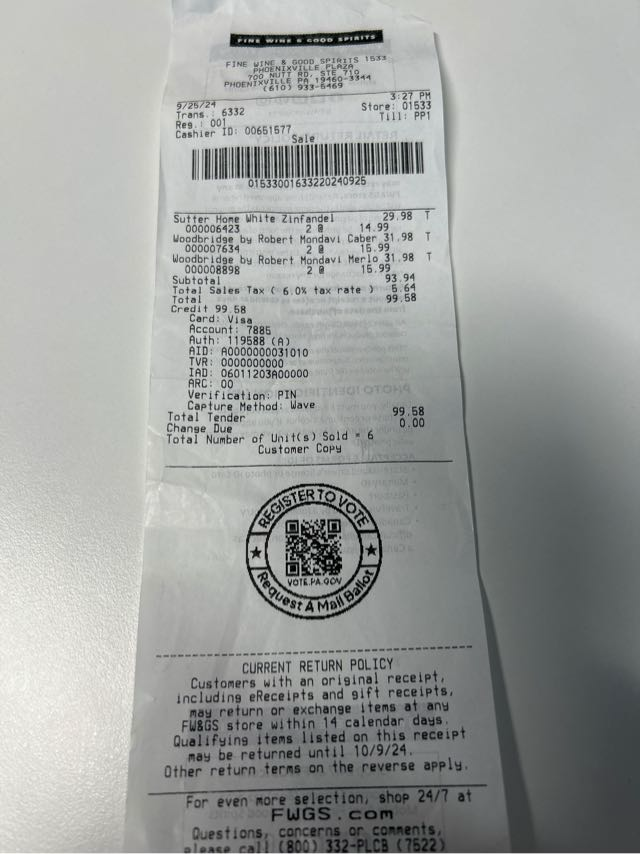 FINE WINE & GOOD SPIRITS
FINE WINE & GOOD SPIRITS 1533
PHOENIXVILLE PLAZA
700 NUTT RD, STE 710
PHOENIXVILLE PA 19460-3344
(610) 933-5469
9/25/24 3:27 PM
Trans.: 6332 Store: 01533
Reg.: 001 Till: PP1
Cashier ID: 00651577
Sale
01533001633220240925
Sutter Home White Zinfandel 29.98 T
000006423 2 @ 14.99
Woodbridge by Robert Mondavi Caber 31.98 T
000007634 2 @ 15.99
Woodbridge by Robert Mondavi Merlo 31.98 T
000008898 2 @ 15.99
Subtotal 93.94
Total Sales Tax ( 6.0% tax rate ) 5.64
Total 99.58
Credit 99.58
Card: Visa
Account: 7885
Auth: 119588 (A)
AID: A0000000031010
TVR: 0000000000
IAD: 06011203A00000
ARC: 00
Verification: PIN
Capture Method: Wave
Total Tender 99.58
Change Due 0.00
Total Number of Unit(s) Sold = 6
Customer Copy
REGISTER TO VOTE
VOTE.PA.GOV
Request A Mail Ballot
CURRENT RETURN POLICY
Customers with an original receipt,
including eReceipts and gift receipts,
may return or exchange items at any
FW&GS store within 14 calendar days.
Qualifying items listed on this receipt
may be returned until 10/9/24.
Other return terms on the reverse apply.
For even more selection, shop 24/7 at
FWGS.com
Questions, concerns or comments,
please call (800) 332-PLCB (7522)